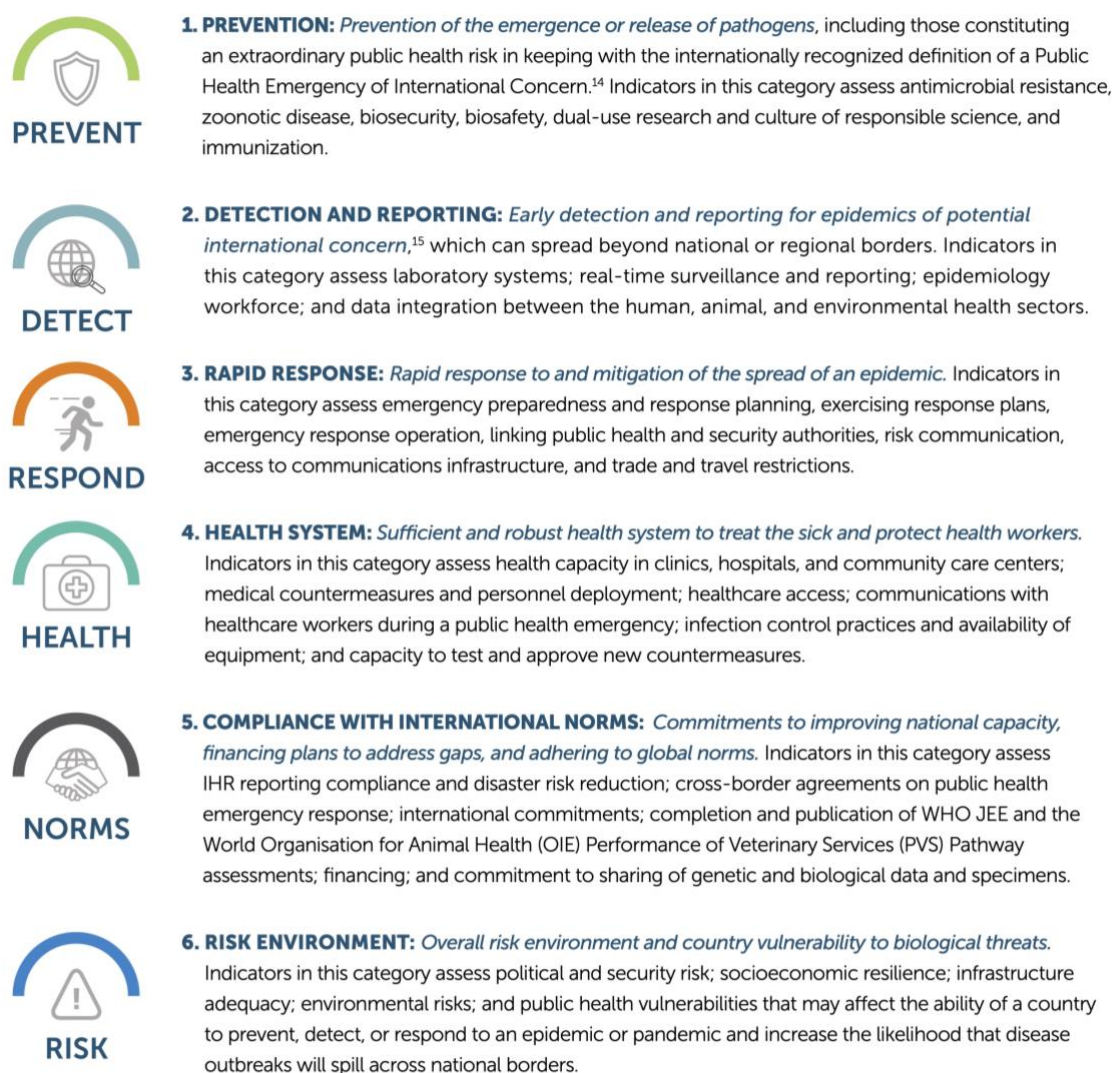 PREVENT
1. PREVENTION: Prevention of the emergence or release of pathogens, including those constituting
an extraordinary public health risk in keeping with the internationally recognized definition of a Public
Health Emergency of International Concern.14 Indicators in this category assess antimicrobial resistance,
zoonotic disease, biosecurity, biosafety, dual-use research and culture of responsible science, and
immunization.
DETECT
2. DETECTION AND REPORTING: Early detection and reporting for epidemics of potential
international concern,15 which can spread beyond national or regional borders. Indicators in
this category assess laboratory systems; real-time surveillance and reporting; epidemiology
workforce; and data integration between the human, animal, and environmental health sectors.
RESPOND
3. RAPID RESPONSE: Rapid response to and mitigation of the spread of an epidemic. Indicators in
this category assess emergency preparedness and response planning, exercising response plans,
emergency response operation, linking public health and security authorities, risk communication,
access to communications infrastructure, and trade and travel restrictions.
HEALTH
4. HEALTH SYSTEM: Sufficient and robust health system to treat the sick and protect health workers.
Indicators in this category assess health capacity in clinics, hospitals, and community care centers;
medical countermeasures and personnel deployment; healthcare access; communications with
healthcare workers during a public health emergency; infection control practices and availability of
equipment; and capacity to test and approve new countermeasures.
NORMS
5. COMPLIANCE WITH INTERNATIONAL NORMS: Commitments to improving national capacity,
financing plans to address gaps, and adhering to global norms. Indicators in this category assess
IHR reporting compliance and disaster risk reduction; cross-border agreements on public health
emergency response; international commitments; completion and publication of WHO JEE and the
World Organisation for Animal Health (OIE) Performance of Veterinary Services (PVS) Pathway
assessments; financing; and commitment to sharing of genetic and biological data and specimens.
RISK
6. RISK ENVIRONMENT: Overall risk environment and country vulnerability to biological threats.
Indicators in this category assess political and security risk; socioeconomic resilience; infrastructure
adequacy; environmental risks; and public health vulnerabilities that may affect the ability of a country
to prevent, detect, or respond to an epidemic or pandemic and increase the likelihood that disease
outbreaks will spill across national borders.